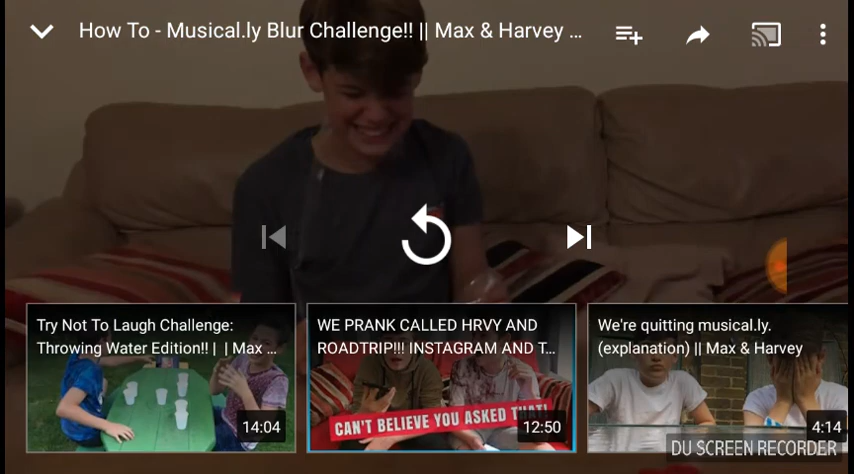 How To - Musical.ly Blur Challenge!! || Max & Harvey ...
Try Not To Laugh Challenge:
Throwing Water Edition!! | | Max ...
14:04
WE PRANK CALLED HRVY AND
ROADTRIP!!! INSTAGRAM AND T...
CAN'T BELIEVE YOU ASKED THAT!
12:50
We're quitting musical.ly.
(explanation) || Max & Harvey
4:14
DU SCREEN RECORDER